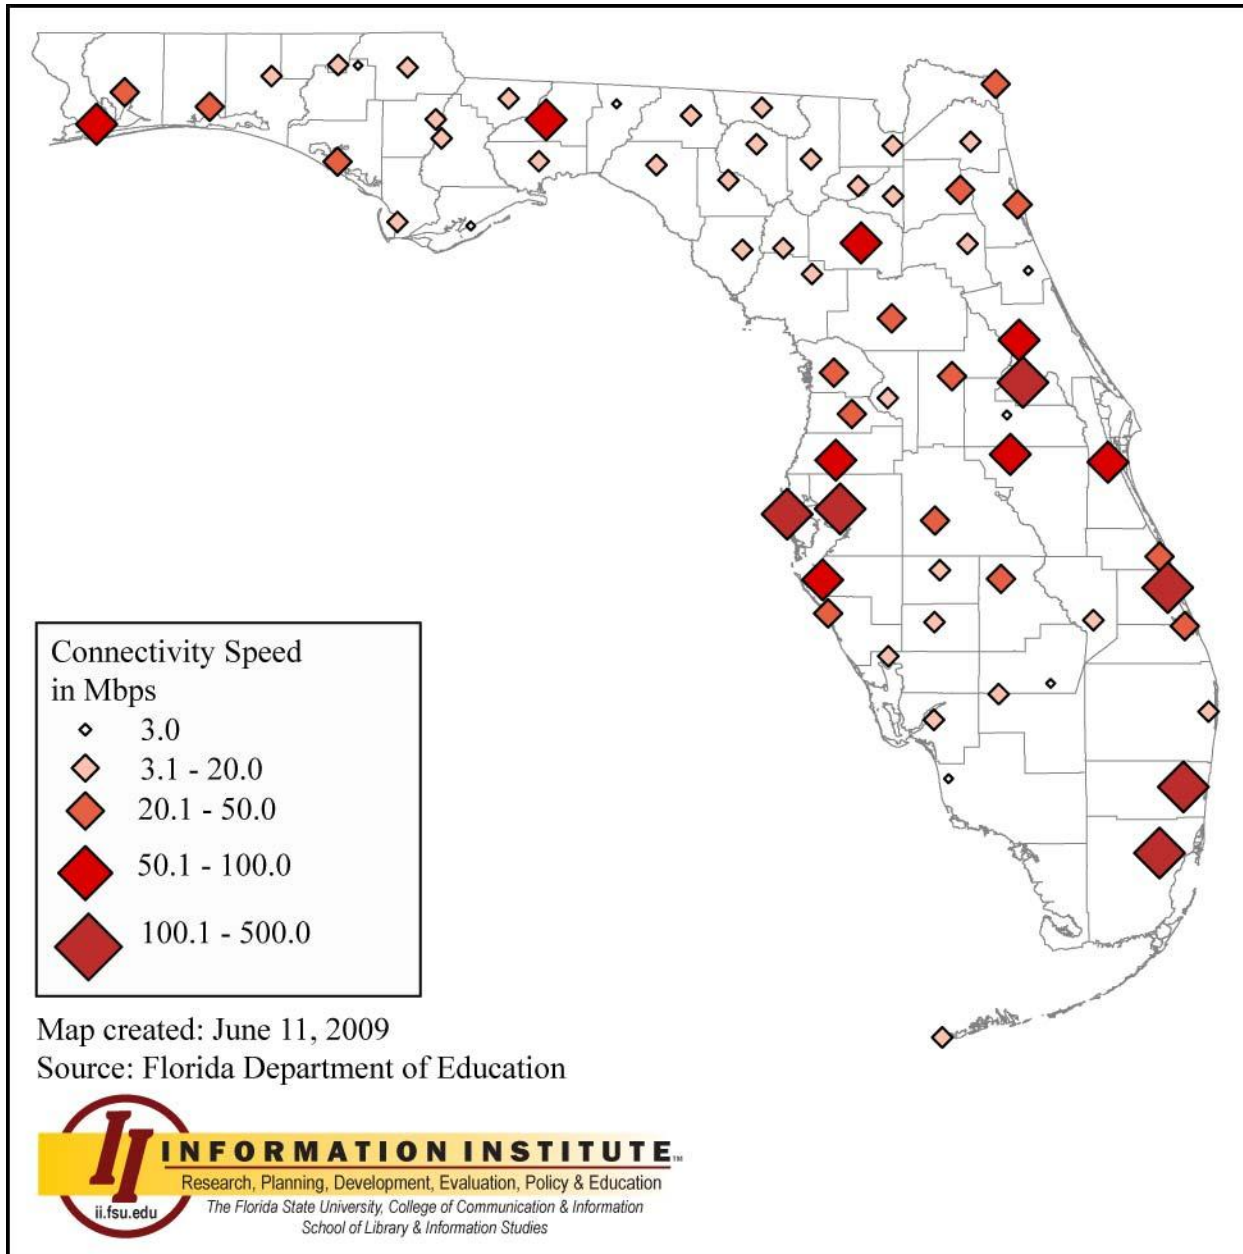 Connectivity Speed
in Mbps
3.0
3.1 - 20.0
20.1 - 50.0
50.1 - 100.0
100.1 - 500.0
Map created: June 11, 2009
Source: Florida Department of Education
II
ii.fsu.edu
INFORMATION INSTITUTE™
Research, Planning, Development, Evaluation, Policy & Education
The Florida State University, College of Communication & Information
School of Library & Information Studies